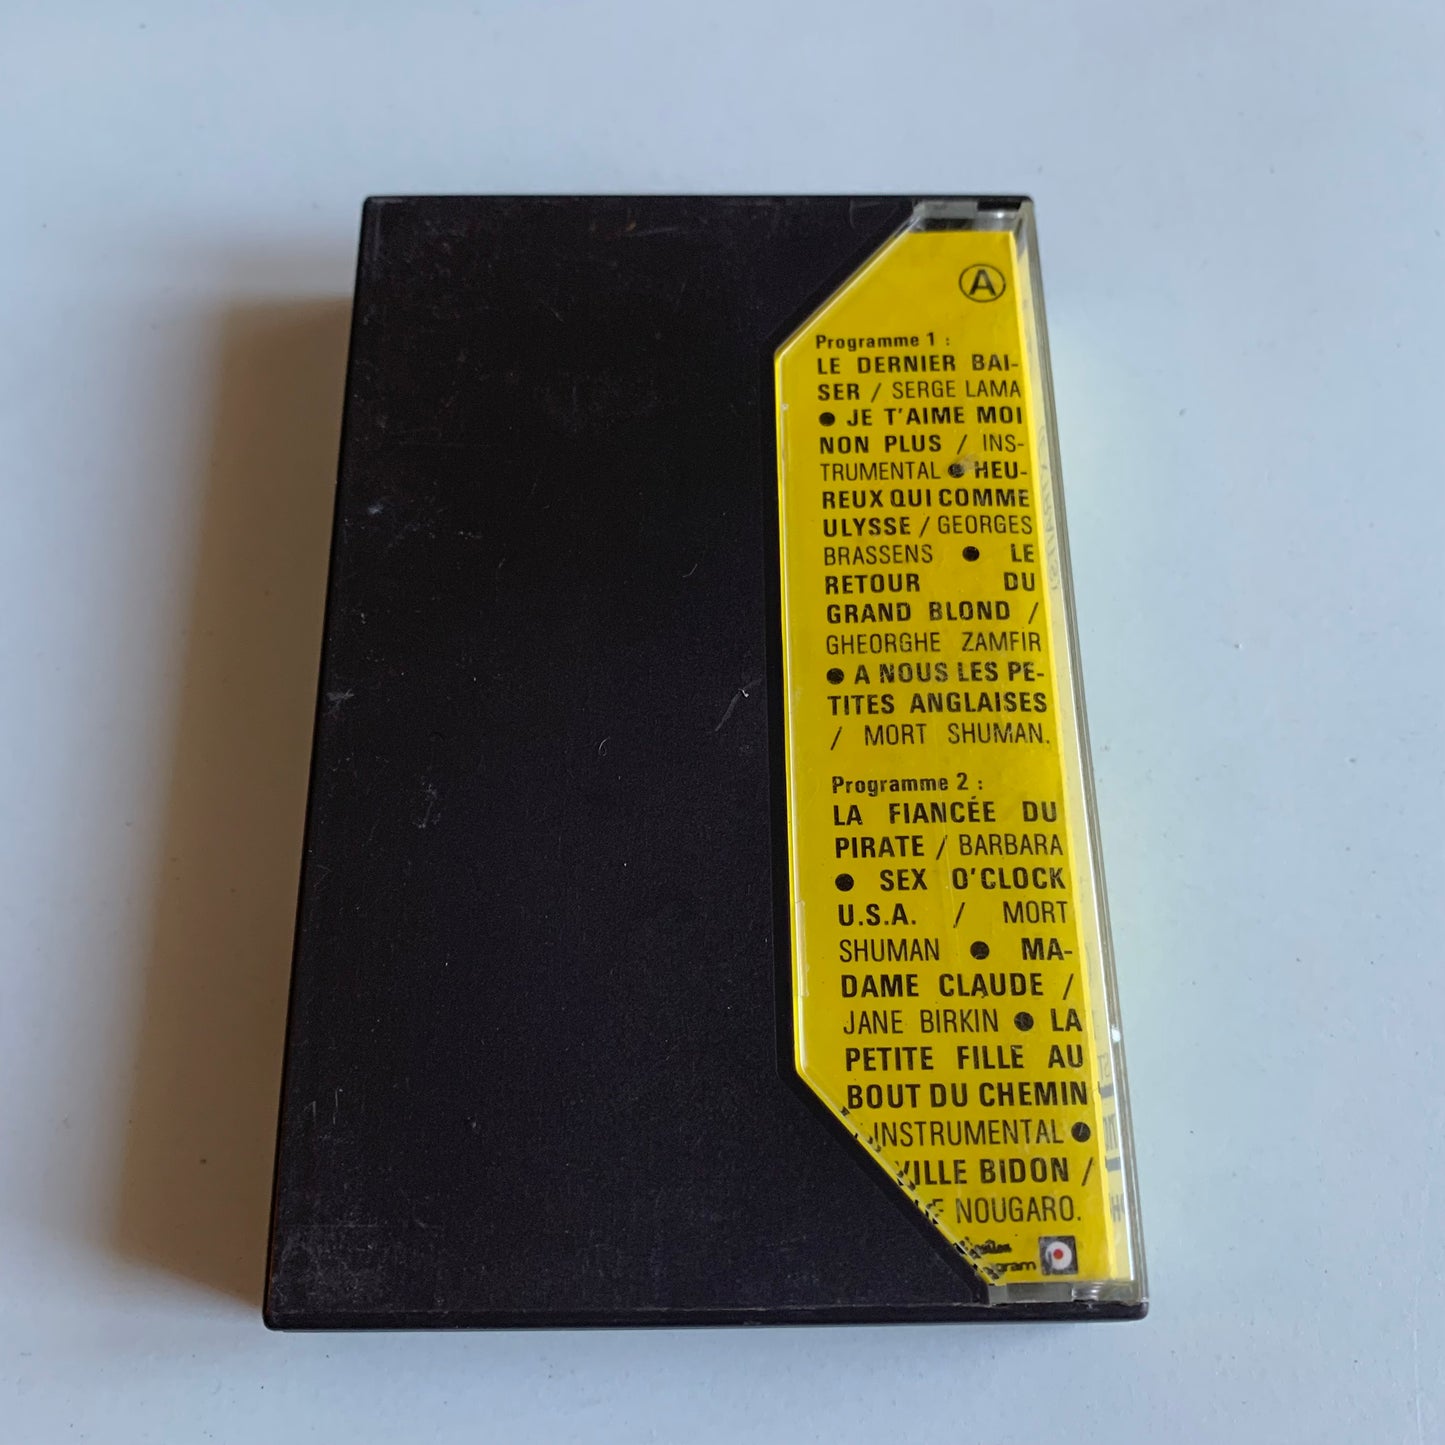 A
Programme 1 :
LE DERNIER BAI-
SER / SERGE LAMA
● JE T'AIME MOI
NON PLUS / INS-
TRUMENTAL ● HEU-
REUX QUI COMME
ULYSSE / GEORGES
BRASSENS ● LE
RETOUR DU
GRAND BLOND /
GHEORGHE ZAMFIR
● A NOUS LES PE-
TITES ANGLAISES
/ MORT SHUMAN.
Programme 2 :
LA FIANCÉE DU
PIRATE / BARBARA
● SEX O'CLOCK
U.S.A. / MORT
SHUMAN ● MA-
DAME CLAUDE /
JANE BIRKIN ● LA
PETITE FILLE AU
BOUT DU CHEMIN
INSTRUMENTAL ●
VILLE BIDON /
NOUGARO.